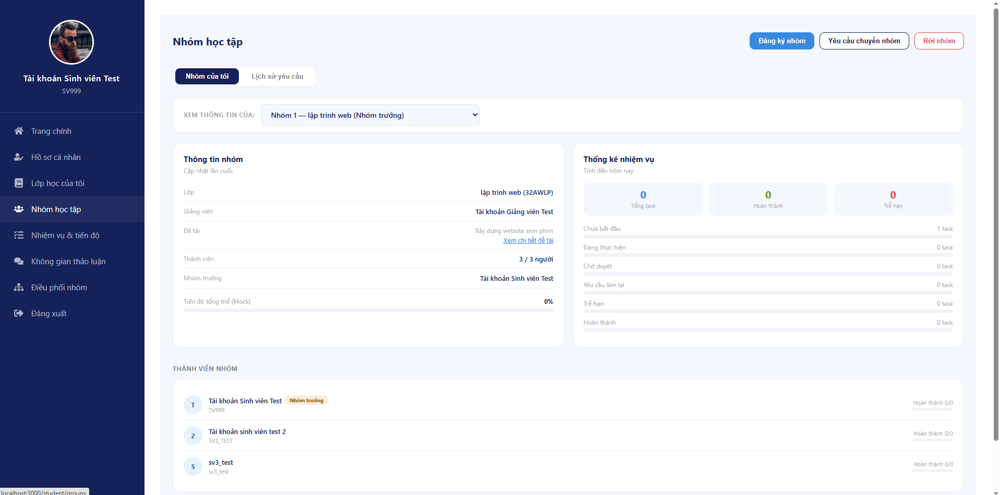 Tài khoản Sinh viên Test
SV999
Trang chính
Hồ sơ cá nhân
Lớp học của tôi
Nhóm học tập
Nhiệm vụ & tiến độ
Không gian thảo luận
Điều phối nhóm
Đăng xuất
localhost:3000/student/groups
Nhóm học tập
Đăng ký nhóm
Yêu cầu chuyển nhóm
Rời nhóm
Nhóm của tôi
Lịch sử yêu cầu
XEM THÔNG TIN CỦA:
Nhóm 1 — lập trình web (Nhóm trưởng)
Thông tin nhóm
Cập nhật lần cuối:
Lớp
lập trình web (32AWLP)
Giảng viên
Tài khoản Giảng viên Test
Đề tài
Xây dựng website xem phim
Xem chi tiết đề tài
Thành viên
3 / 3 người
Nhóm trưởng
Tài khoản Sinh viên Test
Tiến độ tổng thể (Mock)
0%
Thống kê nhiệm vụ
Tính đến hôm nay
0
Tổng task
0
Hoàn thành
0
Trễ hạn
Chưa bắt đầu
1 task
Đang thực hiện
0 task
Chờ duyệt
0 task
Yêu cầu làm lại
0 task
Trễ hạn
0 task
Hoàn thành
0 task
THÀNH VIÊN NHÓM
T
Tài khoản Sinh viên Test
Nhóm trưởng
SV999
Hoàn thành 0/0
2
Tài khoản sinh viên test 2
SV2_TEST
Hoàn thành 0/0
S
sv3_test
sv3_test
Hoàn thành 0/0